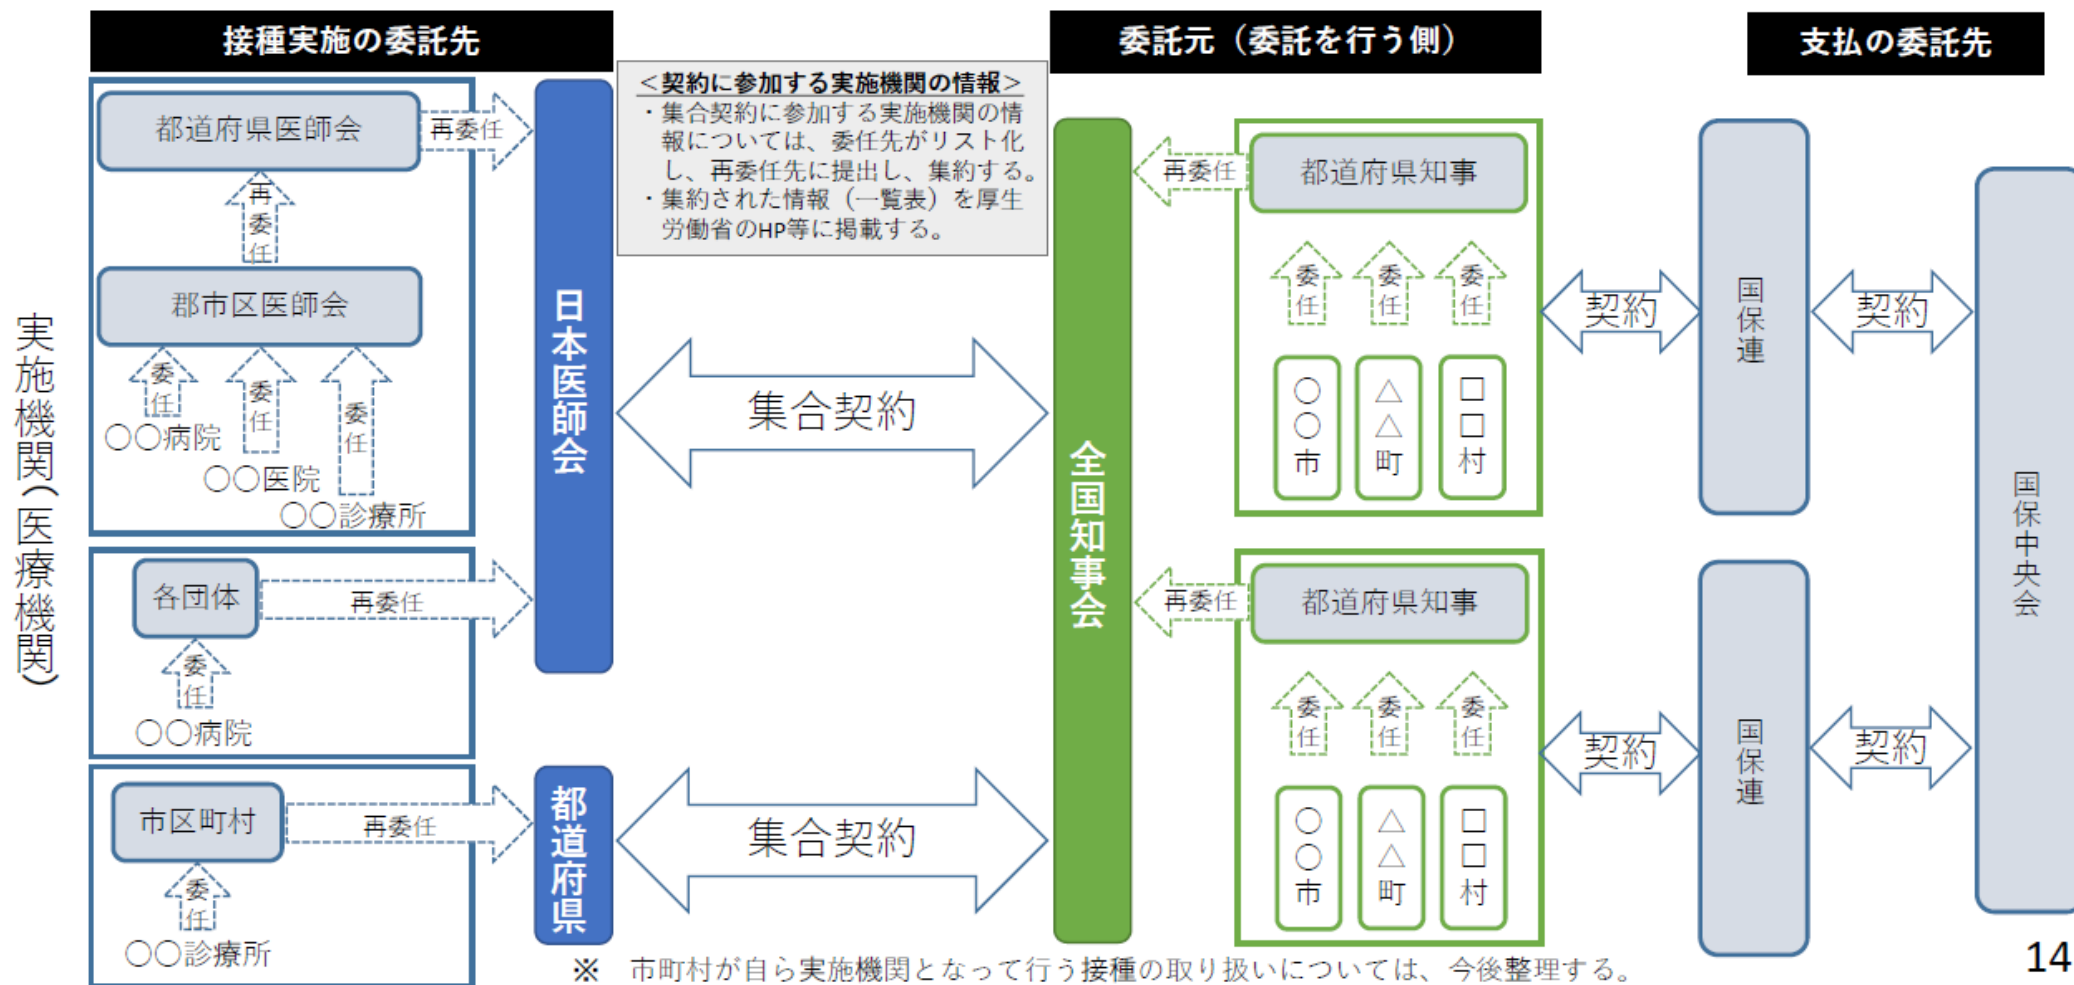 接種実施の委託先
委託元（委託を行う側）
支払の委託先
実施機関（医療機関）
都道府県医師会
再委任
再委任
郡市区医師会
委任
委任
委任
〇〇病院
〇〇医院
〇〇診療所
各団体
再委任
委任
〇〇病院
市区町村
再委任
委任
〇〇診療所
日本医師会
都道府県
＜契約に参加する実施機関の情報＞
・集合契約に参加する実施機関の情
報については、委任先がリスト化
し、再委任先に提出し、集約する。
・集約された情報（一覧表）を厚生
労働省のHP等に掲載する。
集合契約
集合契約
全国知事会
再委任
都道府県知事
委任
委任
委任
〇〇市
△△町
□□村
再委任
都道府県知事
委任
委任
委任
〇〇市
△△町
□□村
契約
国保連
契約
契約
国保連
契約
国保中央会
※　市町村が自ら実施機関となって行う接種の取り扱いについては、今後整理する。
14